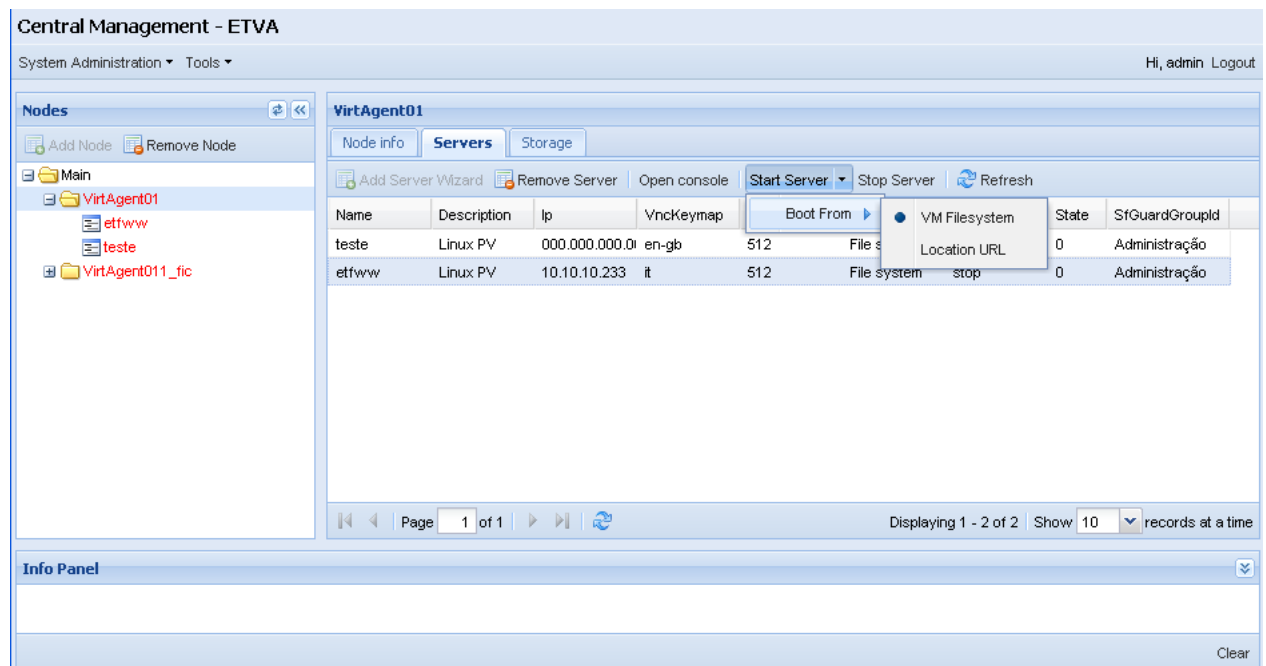 Central Management - ETVA
System Administration Tools Hi, admin Logout
Nodes
Add Node Remove Node
Main
VirtAgent01
etfww
teste
VirtAgent011_fic
VirtAgent01
Node info Servers Storage
Add Server Wizard Remove Server Open console Start Server Stop Server Refresh
Name Description Ip VncKeymap State SfGuardGroupId
Boot From
VM Filesystem
Location URL
teste Linux PV 000.000.000.0 en-gb 512 File s 0 Administração
etfww Linux PV 10.10.10.233 it 512 File system stop 0 Administração
Page 1 of 1 Displaying 1 - 2 of 2 Show 10 records at a time
Info Panel
Clear